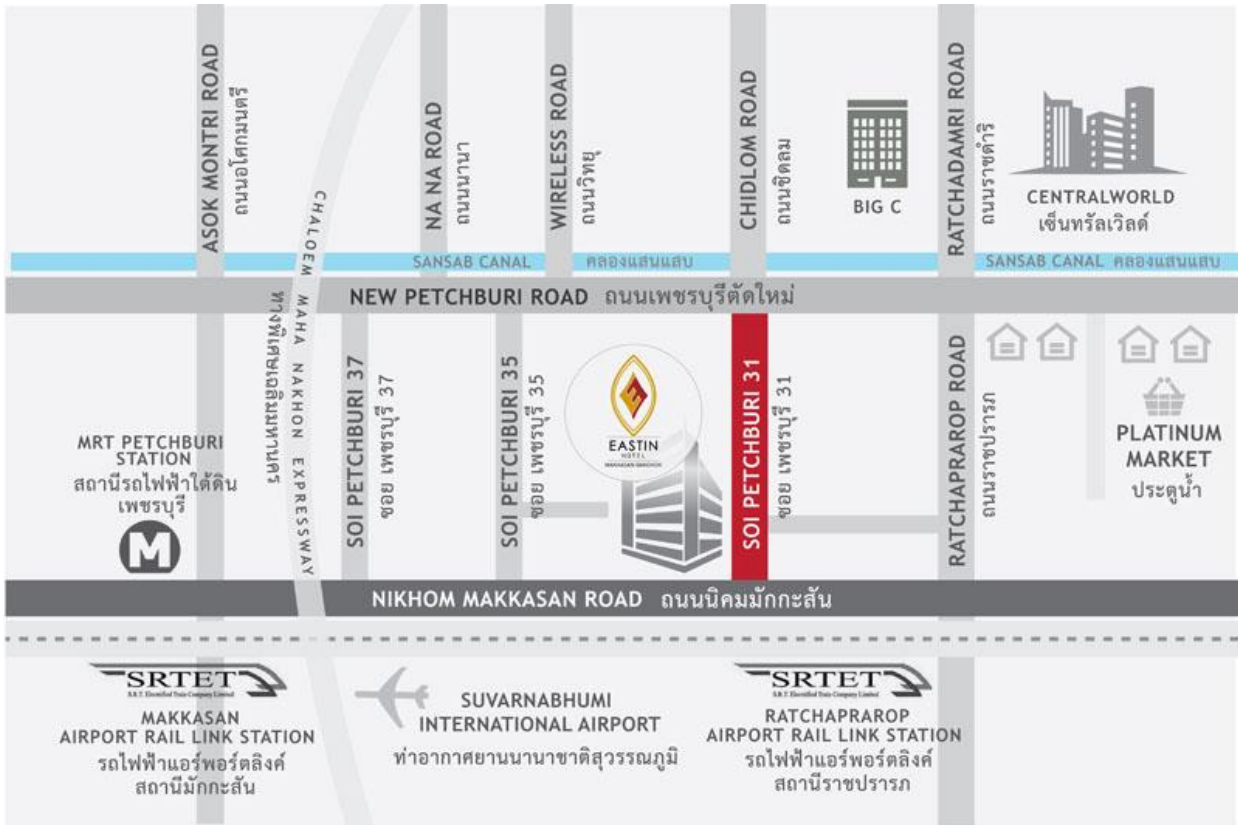 ASOK MONTRI ROAD
ถนนอโศกมนตรี
CHALOEM MAHA NAKHON EXPRESSWAY
ทางพิเศษเฉลิมมหานคร
NA NA ROAD
ถนนนานา
WIRELESS ROAD
ถนนวิทยุ
CHIDLOM ROAD
ถนนชิดลม
BIG C
RATCHADAMRI ROAD
ถนนราชดำริ
CENTRALWORLD
เซ็นทรัลเวิลด์
SANSAB CANAL คลองแสนแสบ
SANSAB CANAL คลองแสนแสบ
NEW PETCHBURI ROAD ถนนเพชรบุรีตัดใหม่
SOI PETCHBURI 37
ซอย เพชรบุรี 37
SOI PETCHBURI 35
ซอย เพชรบุรี 35
EASTIN
HOTEL
MAKKASAN BANGKOK
SOI PETCHBURI 31
ซอย เพชรบุรี 31
RATCHAPRAROP ROAD
ถนนราชปรารภ
PLATINUM
MARKET
ประตูน้ำ
MRT PETCHBURI
STATION
สถานีรถไฟฟ้าใต้ดิน
เพชรบุรี
M
NIKHOM MAKKASAN ROAD ถนนนิคมมักกะสัน
SRTET
S.R.T. Electrified Train Company Limited
MAKKASAN
AIRPORT RAIL LINK STATION
รถไฟฟ้าแอร์พอร์ตลิงค์
สถานีมักกะสัน
SUVARNABHUMI
INTERNATIONAL AIRPORT
ท่าอากาศยานนานาชาติสุวรรณภูมิ
SRTET
S.R.T. Electrified Train Company Limited
RATCHAPRAROP
AIRPORT RAIL LINK STATION
รถไฟฟ้าแอร์พอร์ตลิงค์
สถานีราชปรารภ